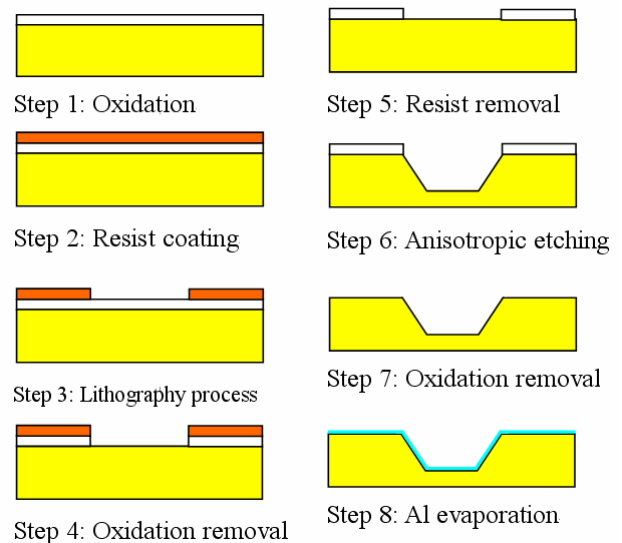 Step 1: Oxidation
Step 2: Resist coating
Step 3: Lithography process
Step 4: Oxidation removal
Step 5: Resist removal
Step 6: Anisotropic etching
Step 7: Oxidation removal
Step 8: Al evaporation